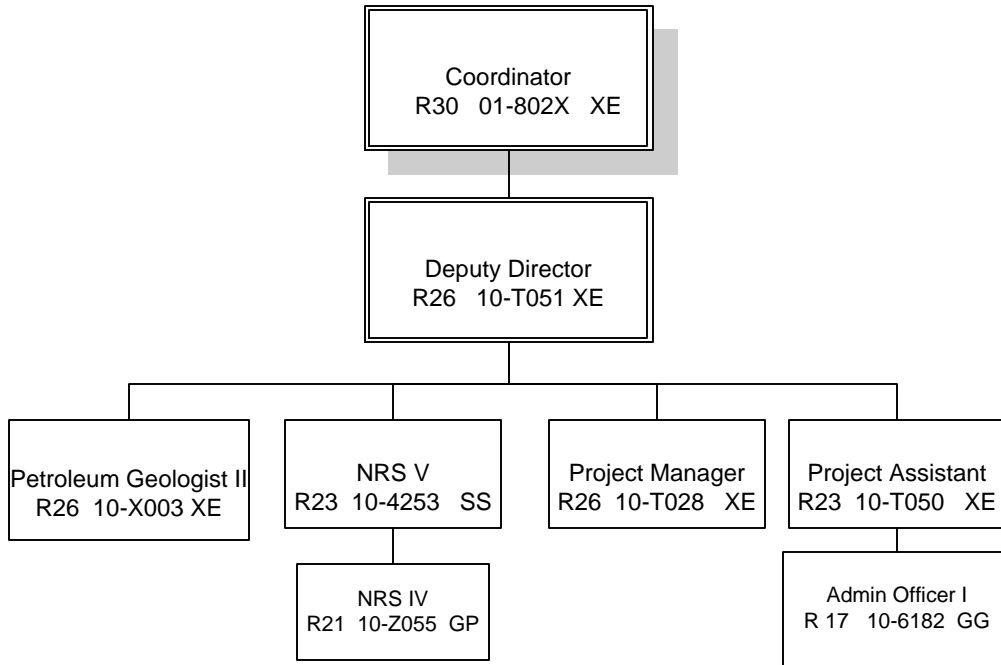 Coordinator
R30 01-802X XE
Deputy Director
R26 10-T051 XE
Petroleum Geologist II
R26 10-X003 XE
NRS V
R23 10-4253 SS
Project Manager
R26 10-T028 XE
Project Assistant
R23 10-T050 XE
NRS IV
R21 10-Z055 GP
Admin Officer I
R 17 10-6182 GG